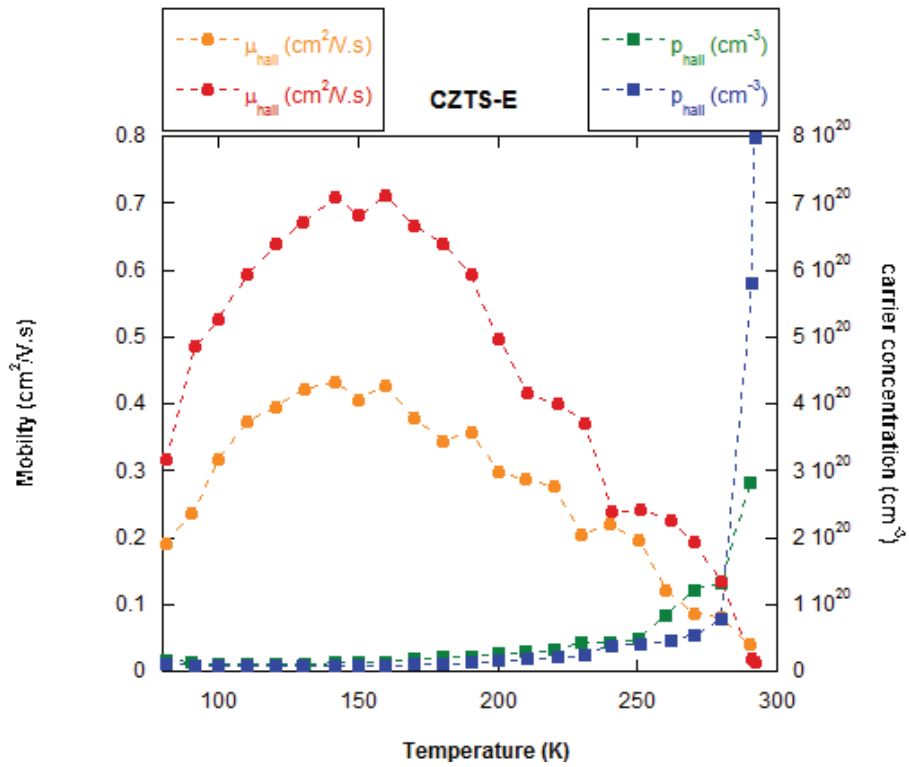 μhall (cm²/V.s)
μhall (cm²/V.s)
phall (cm⁻³)
phall (cm⁻³)
CZTS-E
0.8
0.7
0.6
0.5
0.4
0.3
0.2
0.1
0
Mobilty (cm²/V.s)
8 10²⁰
7 10²⁰
6 10²⁰
5 10²⁰
4 10²⁰
3 10²⁰
2 10²⁰
1 10²⁰
0
carrier concentration (cm⁻³)
100 150 200 250 300
Temperature (K)